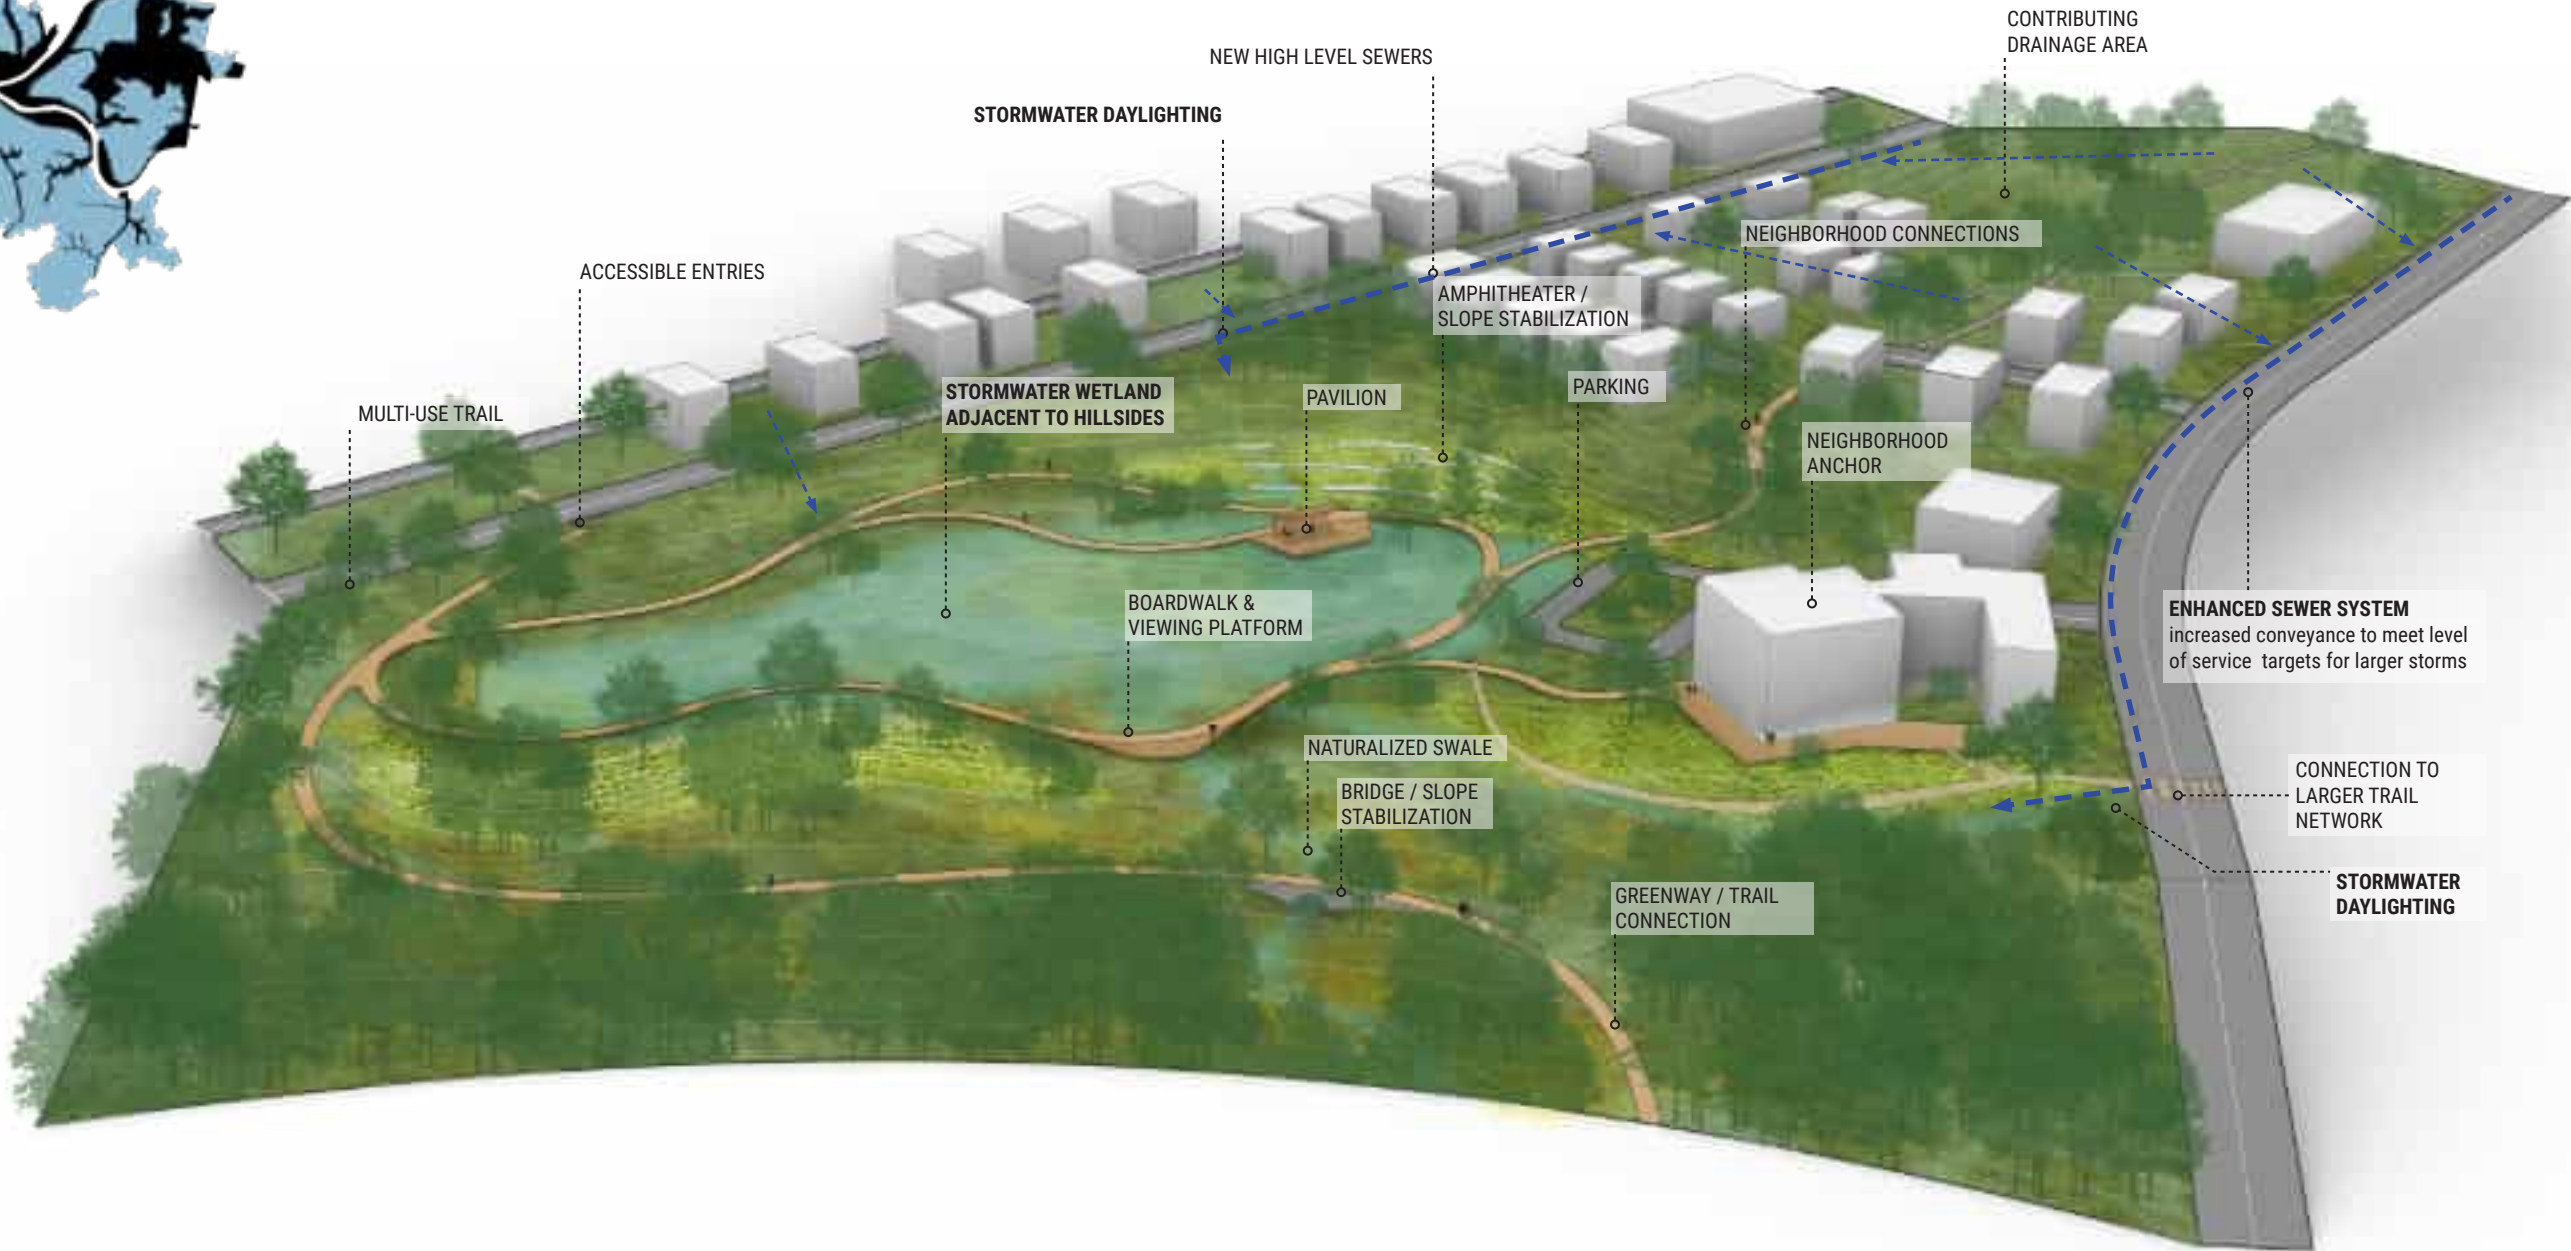 CONTRIBUTING
DRAINAGE AREA
NEW HIGH LEVEL SEWERS
STORMWATER DAYLIGHTING
NEIGHBORHOOD CONNECTIONS
ACCESSIBLE ENTRIES
AMPHITHEATER /
SLOPE STABILIZATION
STORMWATER WETLAND
ADJACENT TO HILLSIDES
PAVILION
PARKING
MULTI-USE TRAIL
NEIGHBORHOOD
ANCHOR
BOARDWALK &
VIEWING PLATFORM
ENHANCED SEWER SYSTEM
increased conveyance to meet level
of service targets for larger storms
NATURALIZED SWALE
BRIDGE / SLOPE
STABILIZATION
CONNECTION TO
LARGER TRAIL
NETWORK
STORMWATER
DAYLIGHTING
GREENWAY / TRAIL
CONNECTION